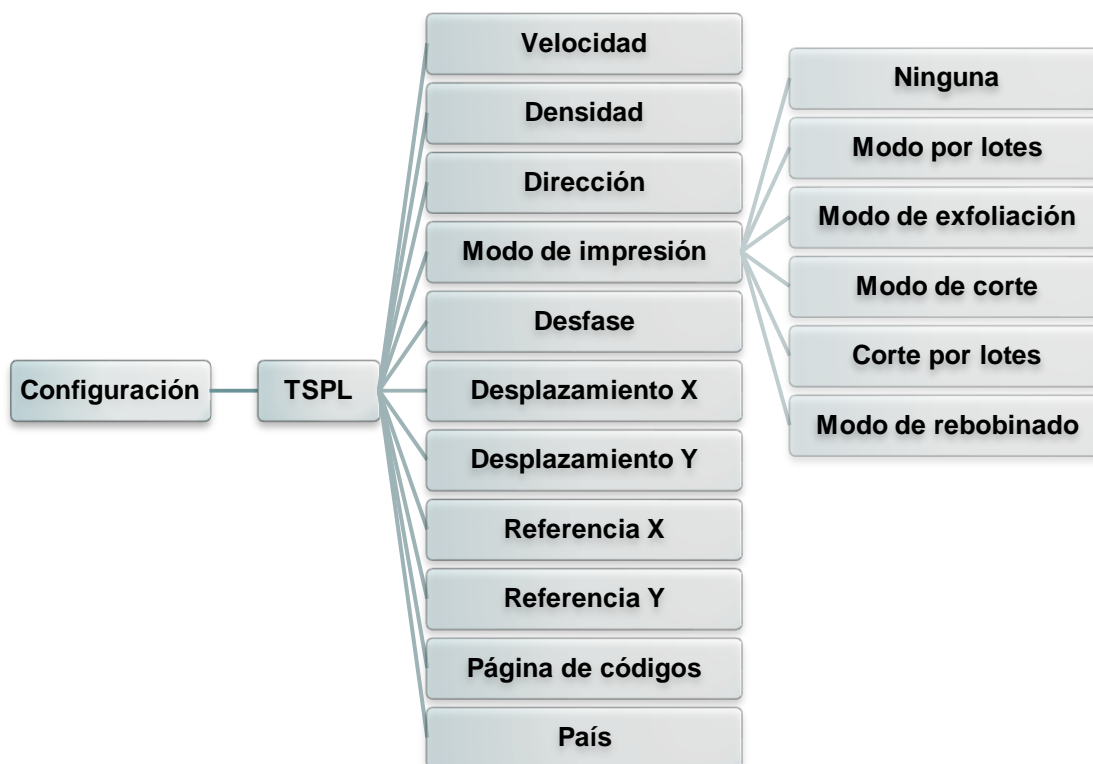 Configuración
TSPL
Velocidad
Densidad
Dirección
Modo de impresión
Desfase
Desplazamiento X
Desplazamiento Y
Referencia X
Referencia Y
Página de códigos
País
Ninguna
Modo por lotes
Modo de exfoliación
Modo de corte
Corte por lotes
Modo de rebobinado